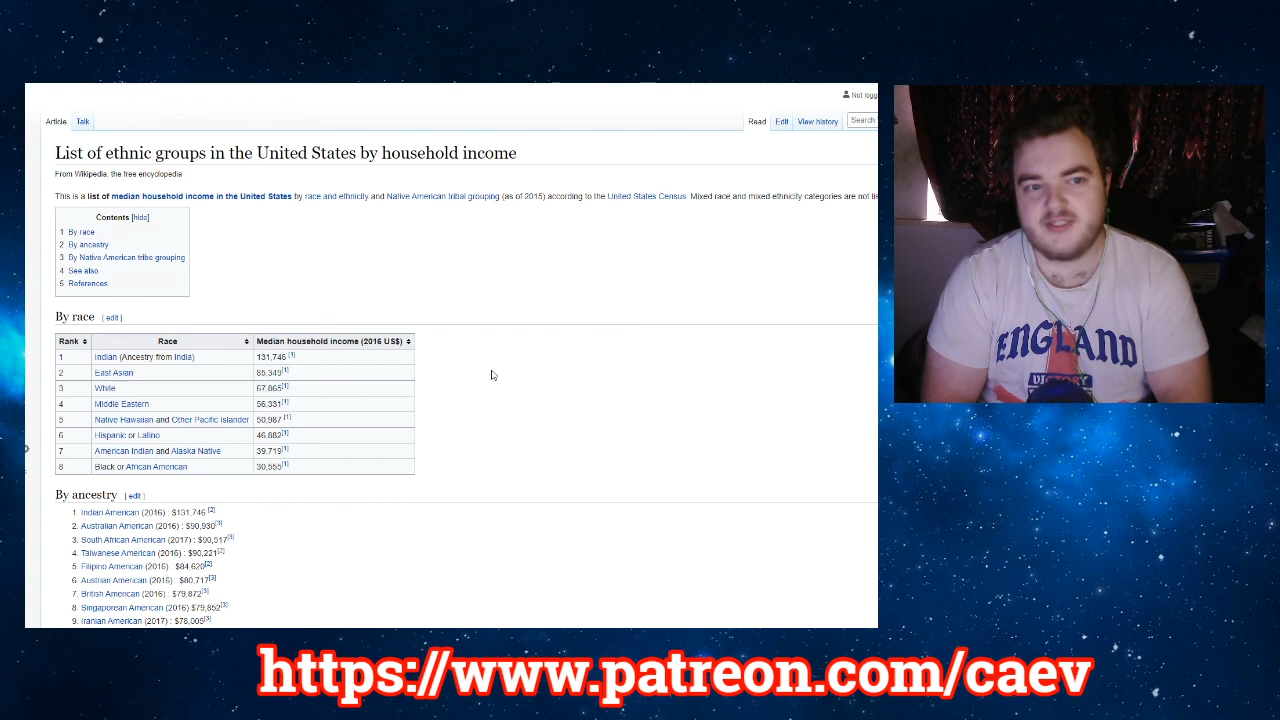 Not logg
Article Talk Read Edit View history Search
List of ethnic groups in the United States by household income
From Wikipedia, the free encyclopedia
This is a list of median household income in the United States by race and ethnicity and Native American tribal grouping (as of 2015) according to the United States Census. Mixed race and mixed ethnicity categories are not lis
Contents [hide]
1 By race
2 By ancestry
3 By Native American tribe grouping
4 See also
5 References
By race [ edit ]
Rank Race Median household income (2016 US$)
1 Indian (Ancestry from India) 131,746 [1]
2 East Asian 85,349[1]
3 White 67,865[1]
4 Middle Eastern 56,331[1]
5 Native Hawaiian and Other Pacific Islander 50,987 [1]
6 Hispanic or Latino 46,882[1]
7 American Indian and Alaska Native 39,719[1]
8 Black or African American 30,555[1]
By ancestry [ edit ]
1. Indian American (2016) : $131,746 [2]
2. Australian American (2016) : $90,930[3]
3. South African American (2017) : $90,517[3]
4. Taiwanese American (2016) : $90,221[2]
5. Filipino American (2016) : $84,620[2]
6. Austrian American (2016) : $80,717[3]
7. British American (2016) : $79,872[3]
8. Singaporean American (2016) $79,852[3]
9. Iranian American (2017) : $78,005[3]
ENGLAND
VICTORY
https://www.patreon.com/caev